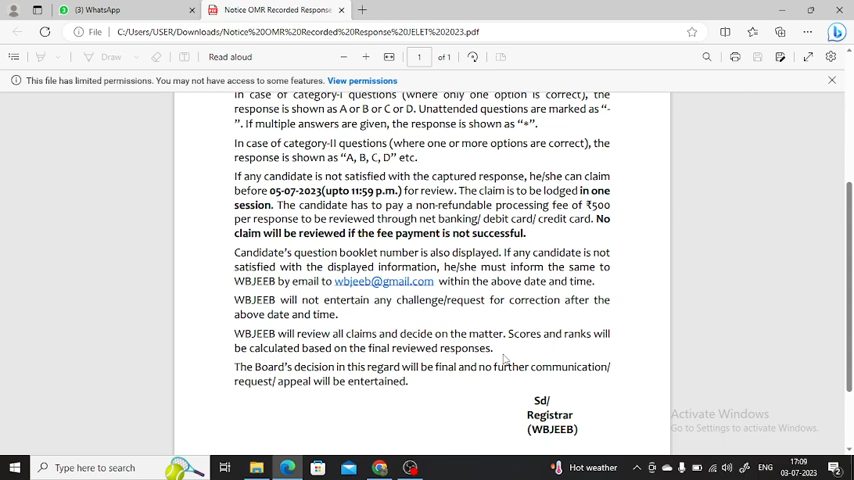 (3) WhatsApp
Notice OMR Recorded Response
File
C:/Users/USER/Downloads/Notice%20OMR%20Recorded%20Response%20JELET%202023.pdf
Draw
Read aloud
1
of 1
This file has limited permissions. You may not have access to some features. View permissions
In case of category-I questions (where only one option is correct), the
response is shown as A or B or C or D. Unattended questions are marked as “-
”. If multiple answers are given, the response is shown as “*”.
In case of category-II questions (where one or more options are correct), the
response is shown as “A, B, C, D” etc.
If any candidate is not satisfied with the captured response, he/she can claim
before 05-07-2023(upto 11:59 p.m.) for review. The claim is to be lodged in one
session. The candidate has to pay a non-refundable processing fee of ₹500
per response to be reviewed through net banking/ debit card/ credit card. No
claim will be reviewed if the fee payment is not successful.
Candidate’s question booklet number is also displayed. If any candidate is not
satisfied with the displayed information, he/she must inform the same to
WBJEEB by email to wbjeeb@gmail.com within the above date and time.
WBJEEB will not entertain any challenge/request for correction after the
above date and time.
WBJEEB will review all claims and decide on the matter. Scores and ranks will
be calculated based on the final reviewed responses.
The Board’s decision in this regard will be final and no further communication/
request/ appeal will be entertained.
Sd/
Registrar
(WBJEEB)
Activate Windows
Go to Settings to activate Windows.
Type here to search
Hot weather
ENG
17:09
03-07-2023
2